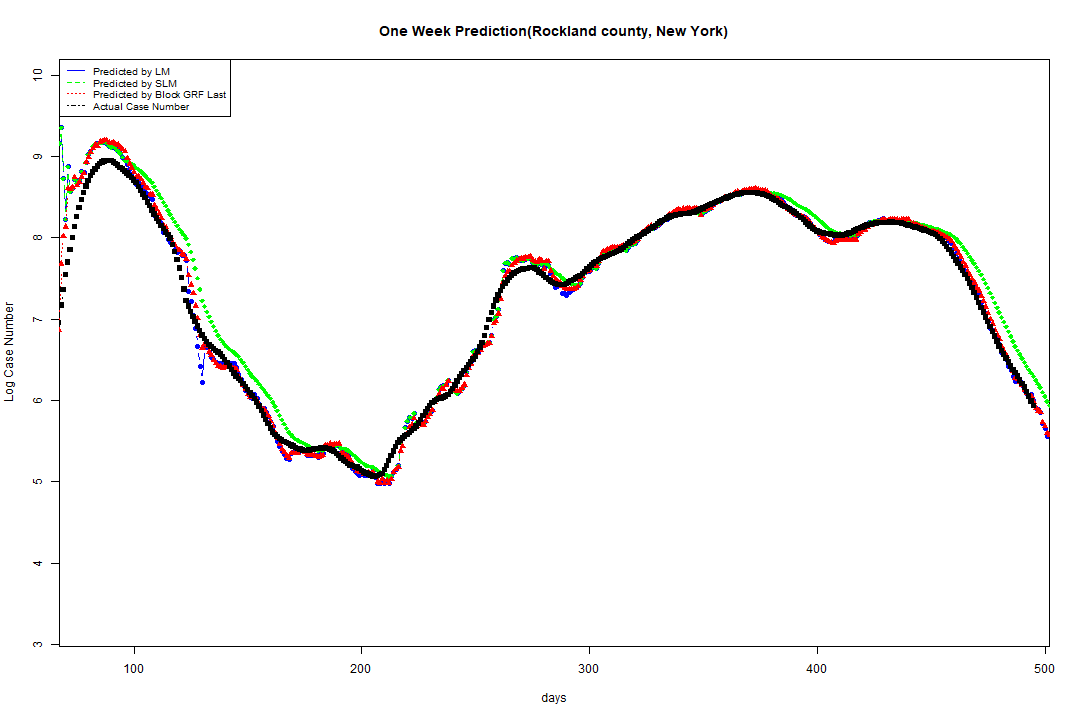 One Week Prediction(Rockland county, New York)
Predicted by LM
Predicted by SLM
Predicted by Block GRF Last
Actual Case Number
10
9
8
7
6
5
4
3
Log Case Number
100 200 300 400 500
days